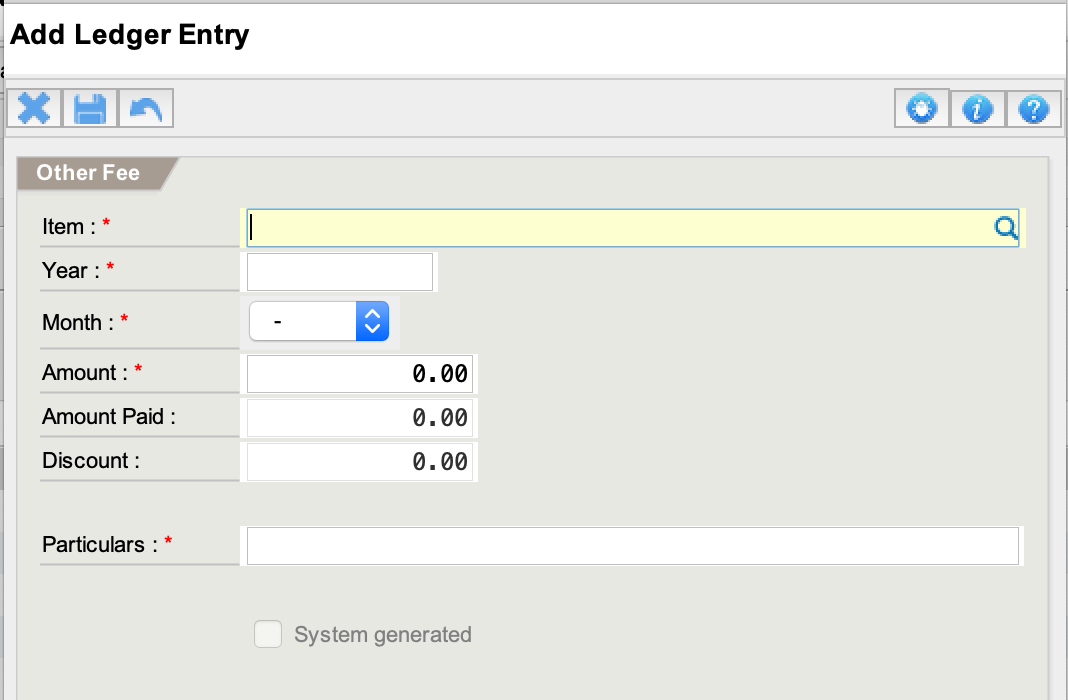 Add Ledger Entry
Other Fee
Item : *
Year : *
Month : * -
Amount : * 0.00
Amount Paid : 0.00
Discount : 0.00
Particulars : *
System generated